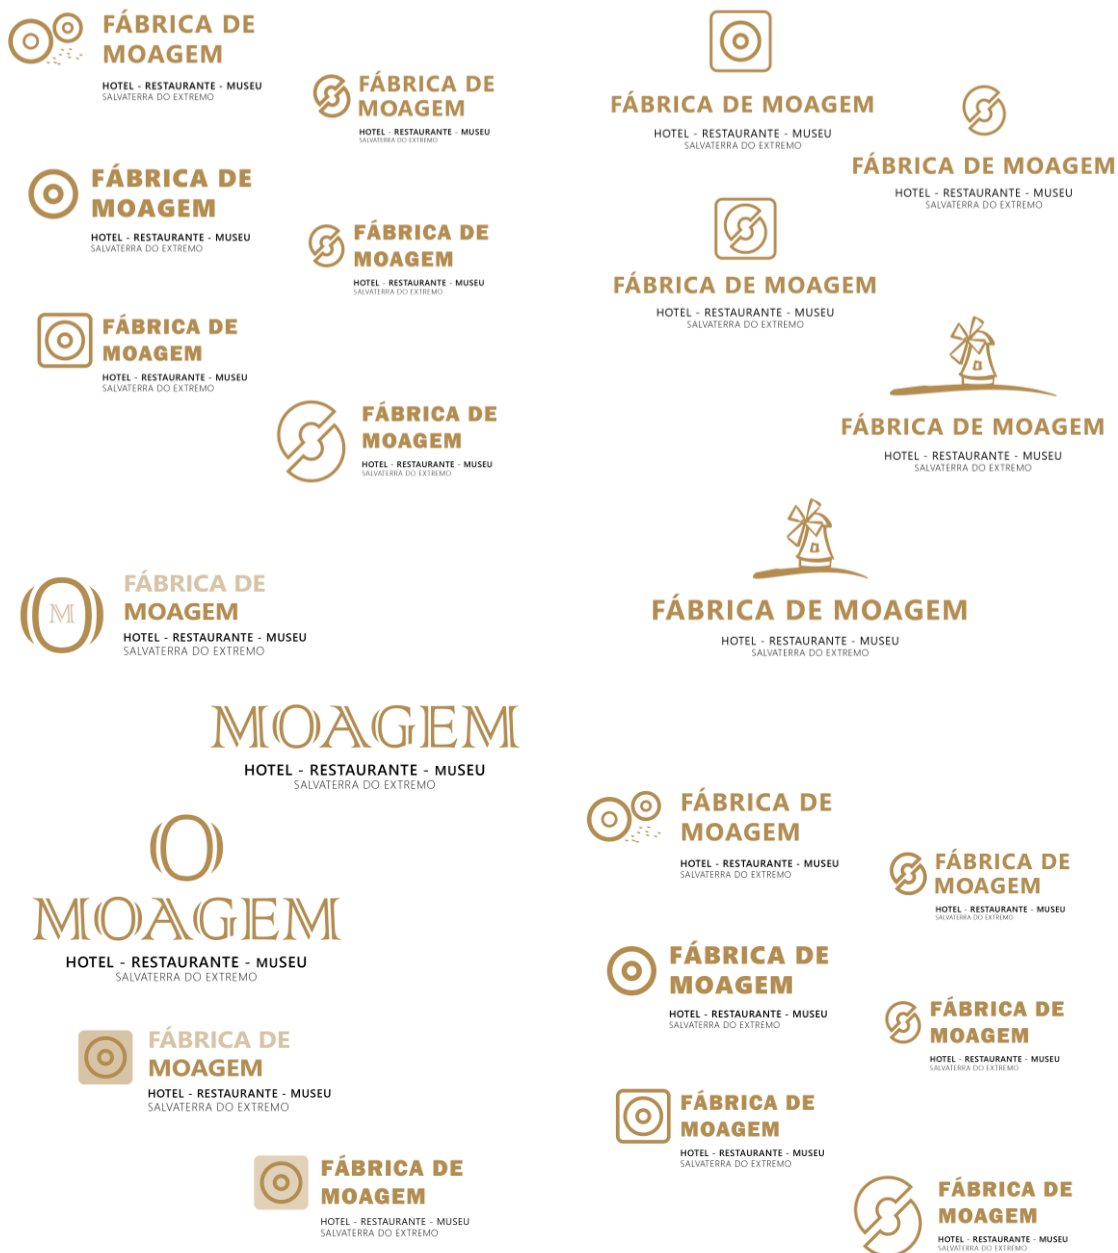 FÁBRICA DE
MOAGEM
HOTEL - RESTAURANTE - MUSEU
SALVATERRA DO EXTREMO
FÁBRICA DE
MOAGEM
HOTEL - RESTAURANTE - MUSEU
SALVATERRA DO EXTREMO
FÁBRICA DE
MOAGEM
HOTEL - RESTAURANTE - MUSEU
SALVATERRA DO EXTREMO
FÁBRICA DE
MOAGEM
HOTEL - RESTAURANTE - MUSEU
SALVATERRA DO EXTREMO
FÁBRICA DE
MOAGEM
HOTEL - RESTAURANTE - MUSEU
SALVATERRA DO EXTREMO
FÁBRICA DE
MOAGEM
HOTEL - RESTAURANTE - MUSEU
SALVATERRA DO EXTREMO
FÁBRICA DE MOAGEM
HOTEL - RESTAURANTE - MUSEU
SALVATERRA DO EXTREMO
FÁBRICA DE MOAGEM
HOTEL - RESTAURANTE - MUSEU
SALVATERRA DO EXTREMO
FÁBRICA DE MOAGEM
HOTEL - RESTAURANTE - MUSEU
SALVATERRA DO EXTREMO
FÁBRICA DE MOAGEM
HOTEL - RESTAURANTE - MUSEU
SALVATERRA DO EXTREMO
FÁBRICA DE MOAGEM
HOTEL - RESTAURANTE - MUSEU
SALVATERRA DO EXTREMO
M
FÁBRICA DE
MOAGEM
HOTEL - RESTAURANTE - MUSEU
SALVATERRA DO EXTREMO
MOAGEM
HOTEL - RESTAURANTE - MUSEU
SALVATERRA DO EXTREMO
O
MOAGEM
HOTEL - RESTAURANTE - MUSEU
SALVATERRA DO EXTREMO
FÁBRICA DE
MOAGEM
HOTEL - RESTAURANTE - MUSEU
SALVATERRA DO EXTREMO
FÁBRICA DE
MOAGEM
HOTEL - RESTAURANTE - MUSEU
SALVATERRA DO EXTREMO
FÁBRICA DE
MOAGEM
HOTEL - RESTAURANTE - MUSEU
SALVATERRA DO EXTREMO
FÁBRICA DE
MOAGEM
HOTEL - RESTAURANTE - MUSEU
SALVATERRA DO EXTREMO
FÁBRICA DE
MOAGEM
HOTEL - RESTAURANTE - MUSEU
SALVATERRA DO EXTREMO
FÁBRICA DE
MOAGEM
HOTEL - RESTAURANTE - MUSEU
SALVATERRA DO EXTREMO
FÁBRICA DE
MOAGEM
HOTEL - RESTAURANTE - MUSEU
SALVATERRA DO EXTREMO
FÁBRICA DE
MOAGEM
HOTEL - RESTAURANTE - MUSEU
SALVATERRA DO EXTREMO